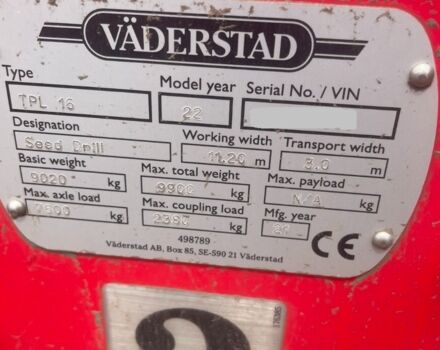 VÄDERSTAD
Type
TPL 16
Model year
22
Serial No. / VIN
Designation
Seed Drill
Working width
11.20 m
Transport width
3.0 m
Basic weight
9020 kg
Max. total weight
9900 kg
Max. payload
N/A kg
Max. axle load
7500 kg
Max. coupling load
2380 kg
Mfg. year
CE
498789
Väderstad AB, Box 85, SE-590 21 Väderstad